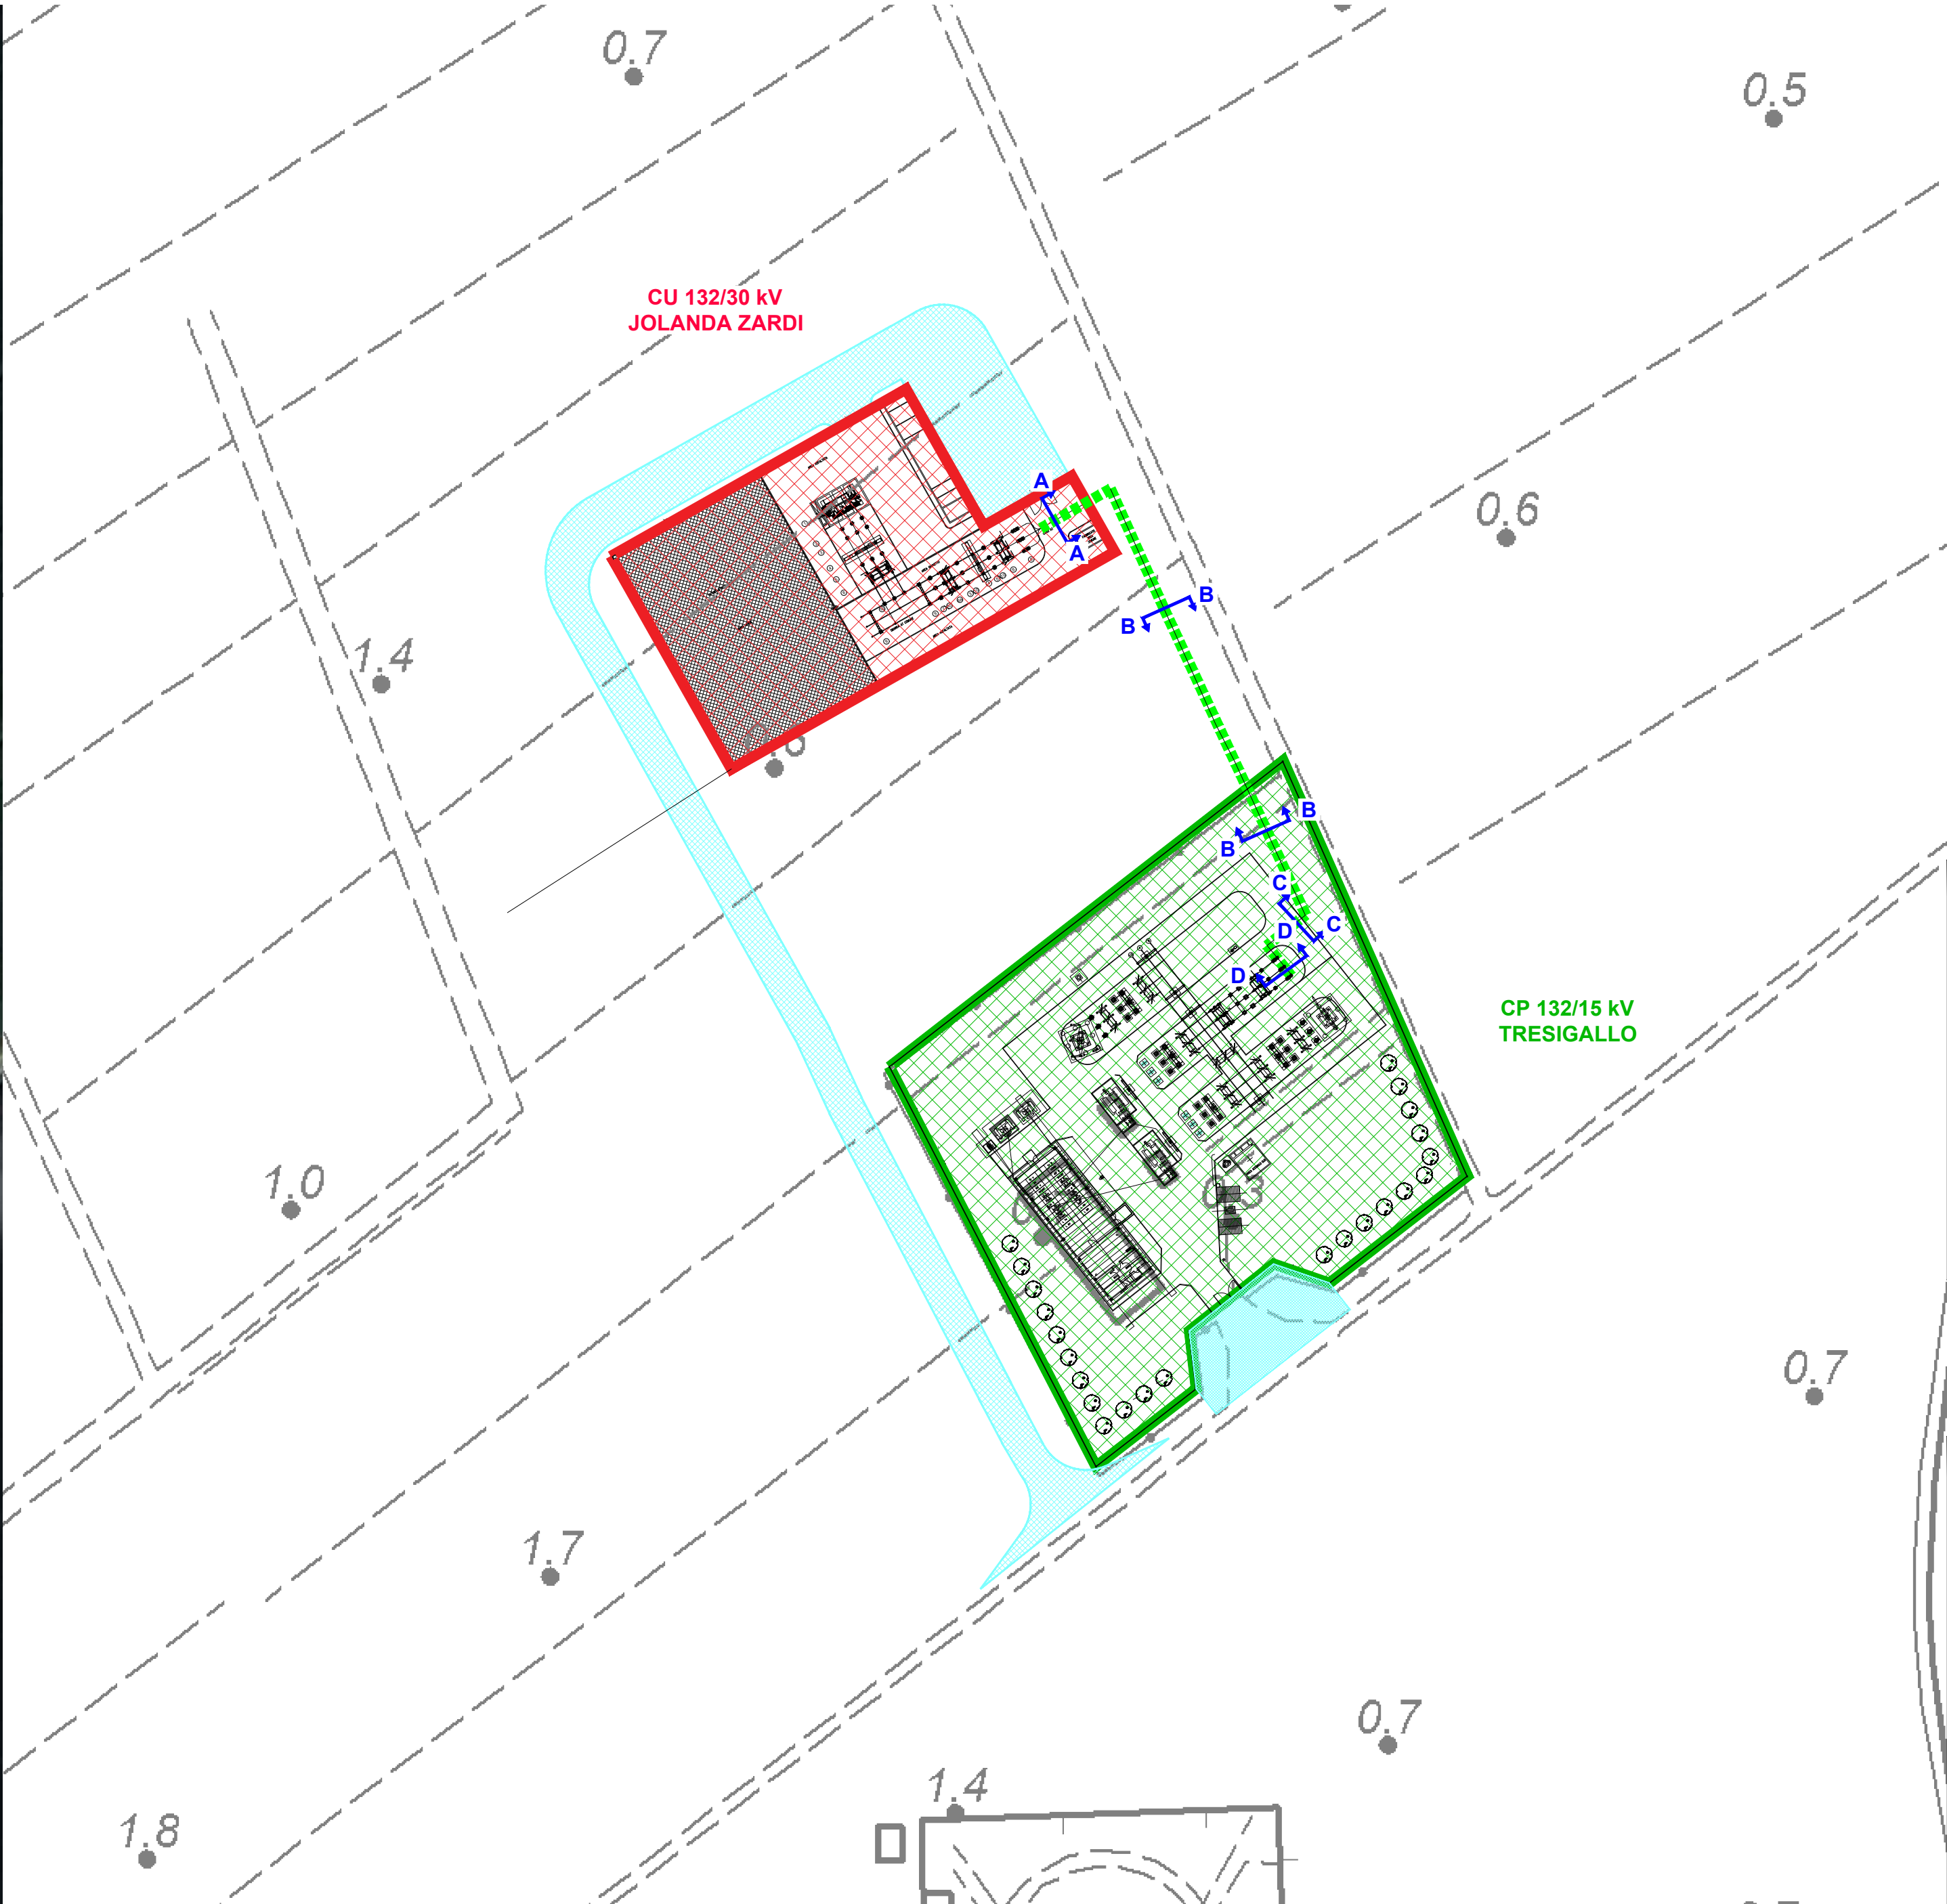 0.7
0.5
CU 132/30 kV
JOLANDA ZARDI
A
A
0.6
B
B
1.4
B
B
C
C
D
D
CP 132/15 kV
TRESIGALLO
1.0
0.7
1.7
0.7
1.4
1.8